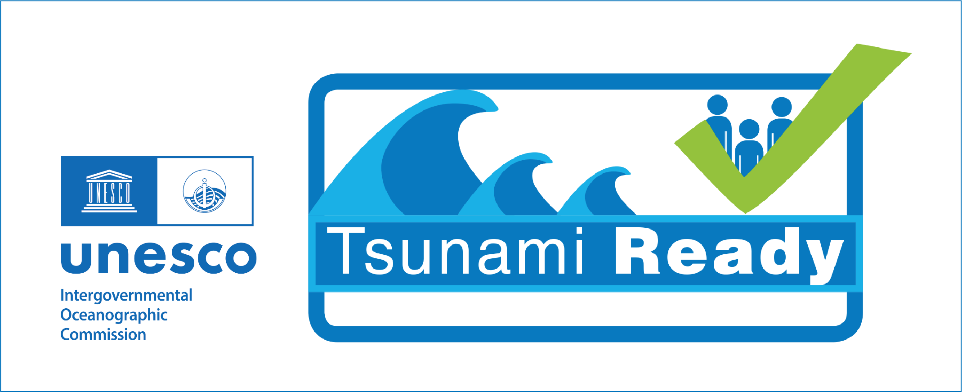 UNESCO
unesco
Intergovernmental
Oceanographic
Commission
Tsunami Ready